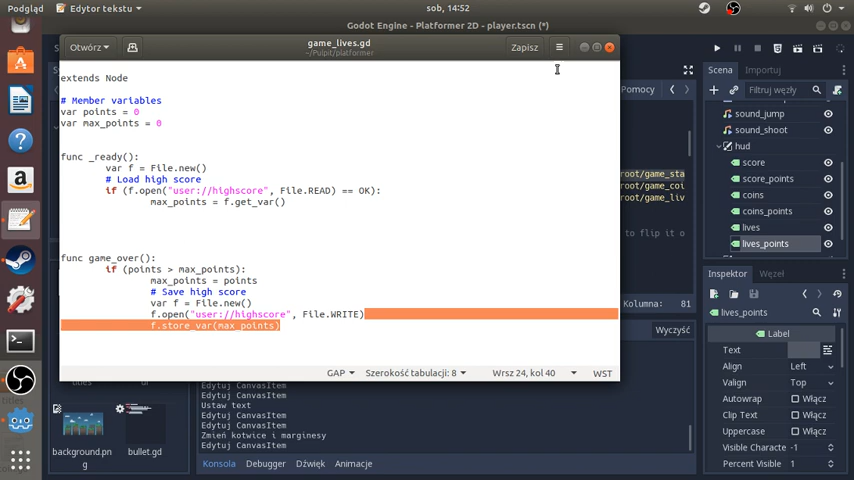 Podgląd
Edytor tekstu
sob, 14:52
Godot Engine - Platformer 2D - player.tscn (*)
Otwórz
game_lives.gd
~/Pulpit/platformer
Zapisz
extends Node
# Member variables
var points = 0
var max_points = 0
func _ready():
var f = File.new()
# Load high score
if (f.open("user://highscore", File.READ) == OK):
max_points = f.get_var()
func game_over():
if (points > max_points):
max_points = points
# Save high score
var f = File.new()
f.open("user://highscore", File.WRITE)
f.store_var(max_points)
GAP
Szerokość tabulacji: 8
Wrsz 24, kol 40
WST
Pomocy
root/game_sta
root/game_coi
root/game_liv
to flip it o
Kolumna: 81
Wyczyść
Edytuj CanvasItem
Edytuj CanvasItem
Ustaw text
Edytuj CanvasItem
Edytuj CanvasItem
Zmień kotwice i marginesy
Edytuj CanvasItem
Konsola
Debugger
Dźwięk
Animacje
background.pn
g
bullet.gd
Scena
Importuj
Filtruj węzły
sound_jump
sound_shoot
hud
score
score_points
coins
coins_points
lives
lives_points
Inspektor
Węzeł
lives_points
Label
Text
Align
Left
Valign
Top
Autowrap
Włącz
Clip Text
Włącz
Uppercase
Włącz
Visible Characte
-1
Percent Visible
1